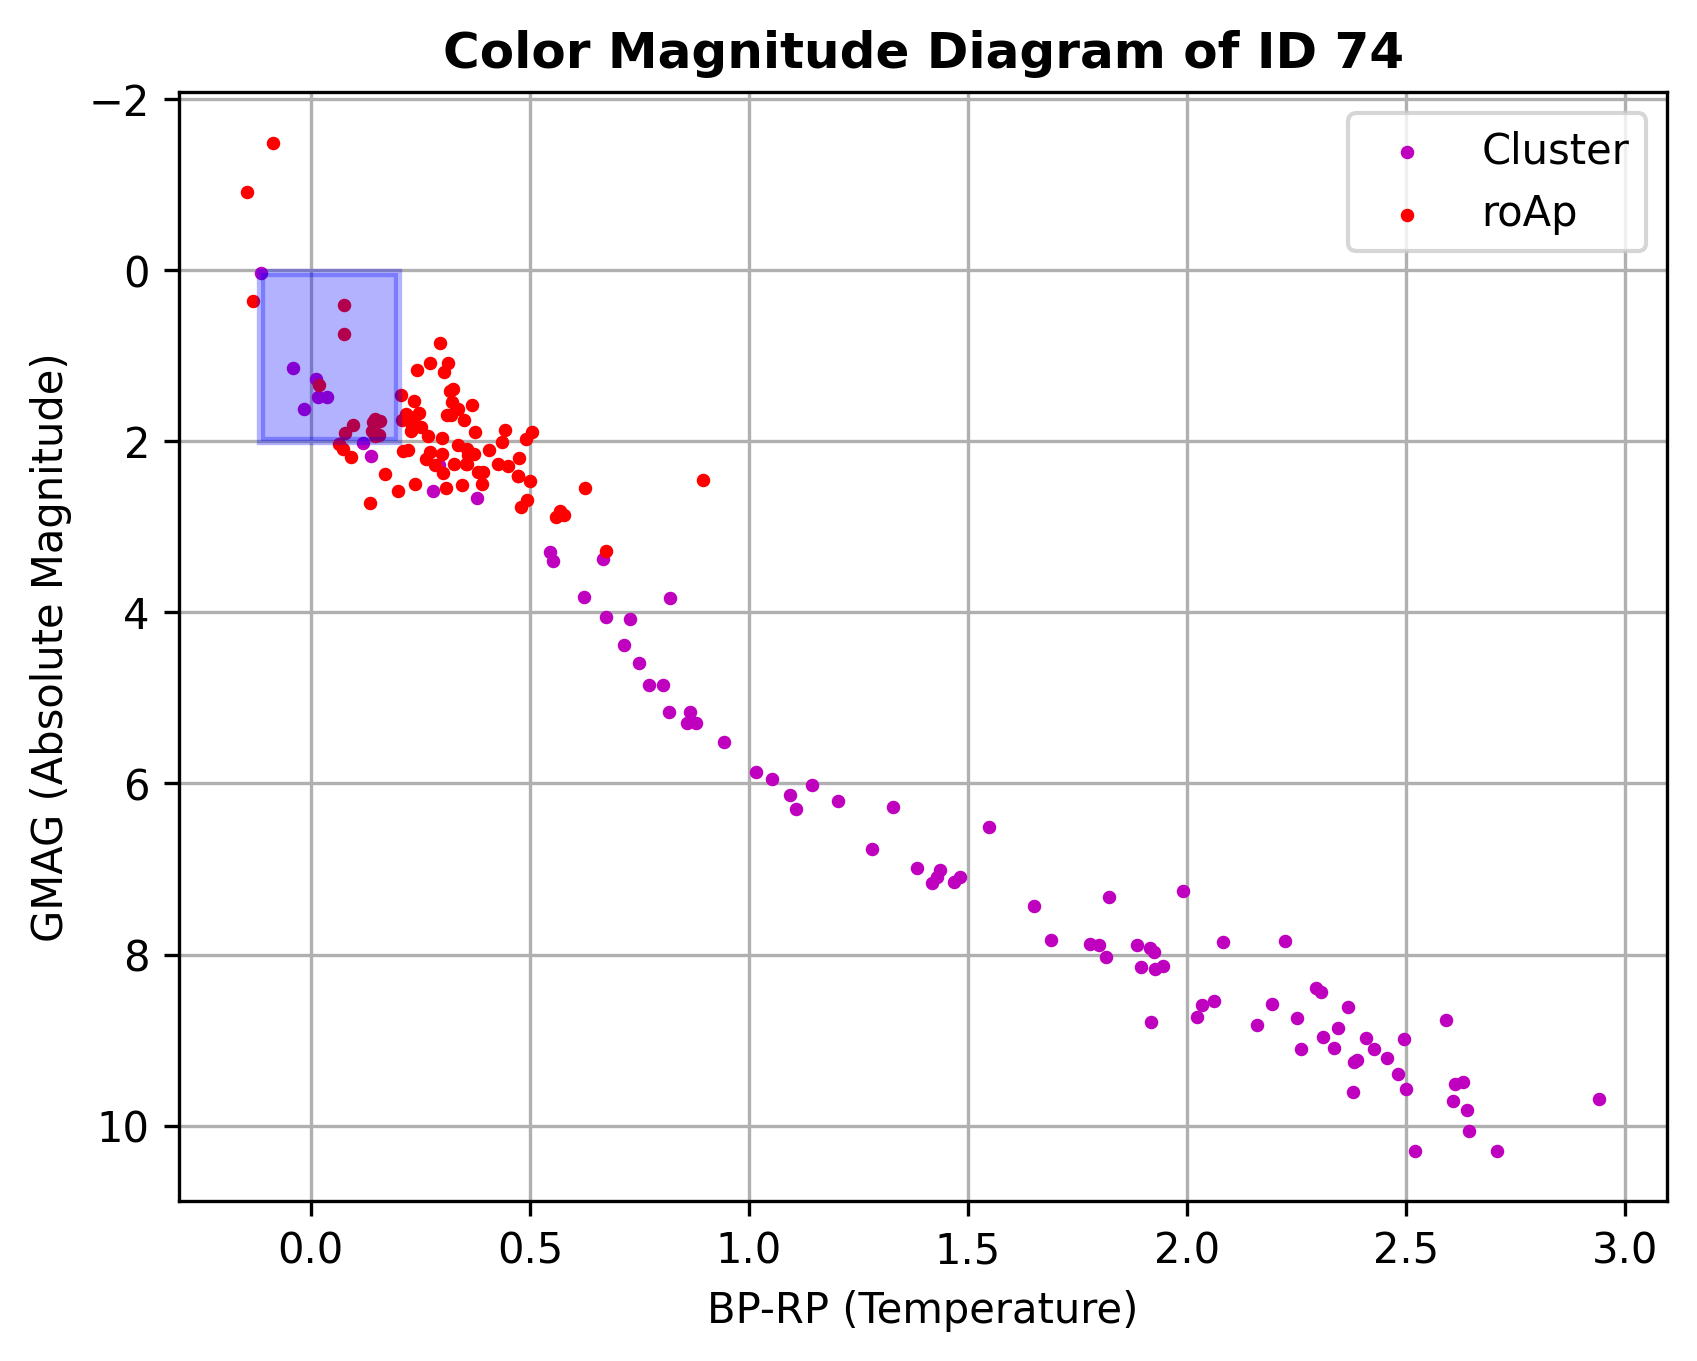 Color Magnitude Diagram of ID 74
Cluster
roAp
−2
0
2
4
6
8
10
GMAG (Absolute Magnitude)
0.0 0.5 1.0 1.5 2.0 2.5 3.0
BP-RP (Temperature)